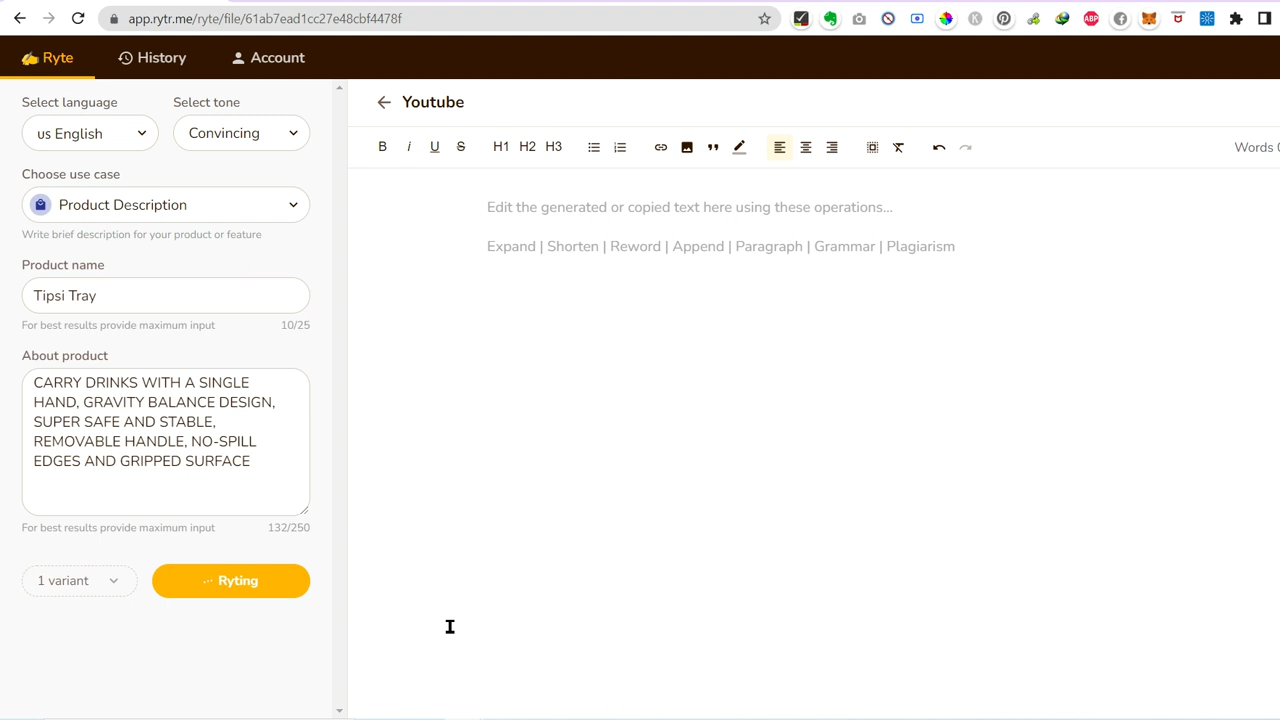 app.rytr.me/ryte/file/61ab7ead1cc27e48cbf4478f
ABP
Ryte
History
Account
Select language
Select tone
us English
Convincing
Choose use case
Product Description
Write brief description for your product or feature
Product name
Tipsi Tray
For best results provide maximum input
10/25
About product
CARRY DRINKS WITH A SINGLE
HAND, GRAVITY BALANCE DESIGN,
SUPER SAFE AND STABLE,
REMOVABLE HANDLE, NO-SPILL
EDGES AND GRIPPED SURFACE
For best results provide maximum input
132/250
1 variant
Ryting
Youtube
B i U S H1 H2 H3
Words 0
Edit the generated or copied text here using these operations...
Expand | Shorten | Reword | Append | Paragraph | Grammar | Plagiarism